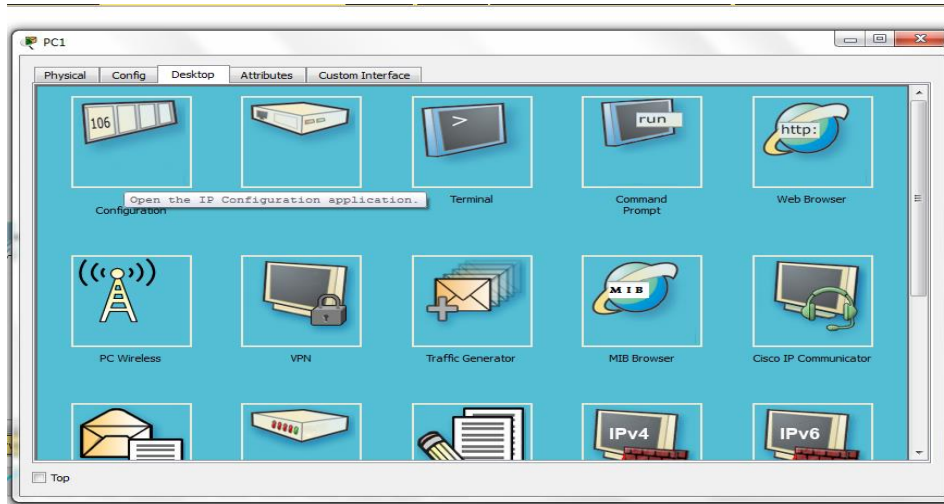 PC1
Physical Config Desktop Attributes Custom Interface
106
>
run
http:
Open the IP Configuration application.
Configuration
Terminal
Command
Prompt
Web Browser
MIB
PC Wireless
VPN
Traffic Generator
MIB Browser
Cisco IP Communicator
IPv4
IPv6
Top